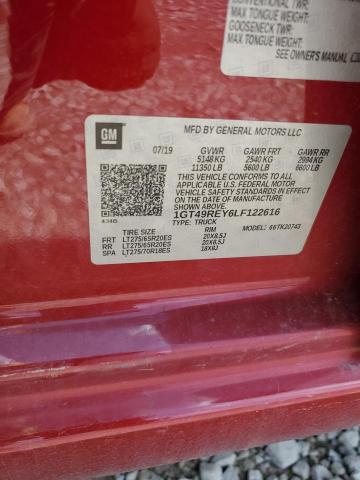 CONVENTIONAL TWR:
MAX TONGUE WEIGHT:
GOOSENECK TWR:
MAX TONGUE WEIGHT:
SEE OWNER'S MANUAL
GM
MFD BY GENERAL MOTORS LLC
07/19 GVWR GAWR FRT GAWR RR
5148 KG 2540 KG 2994 KG
11350 LB 5600 LB 6600 LB
THIS VEHICLE CONFORMS TO ALL
APPLICABLE U.S. FEDERAL MOTOR
VEHICLE SAFETY STANDARDS IN
EFFECT ON THE DATE OF
MANUFACTURE SHOWN ABOVE.
1GT49REY6LF122616
TYPE: TRUCK MODEL:
TIRE SIZE RIM
FRT LT275/65R20ES 20X8.5J
RR LT275/65R20ES 20X8.5J
SPA LT275/70R18ES 18X8J